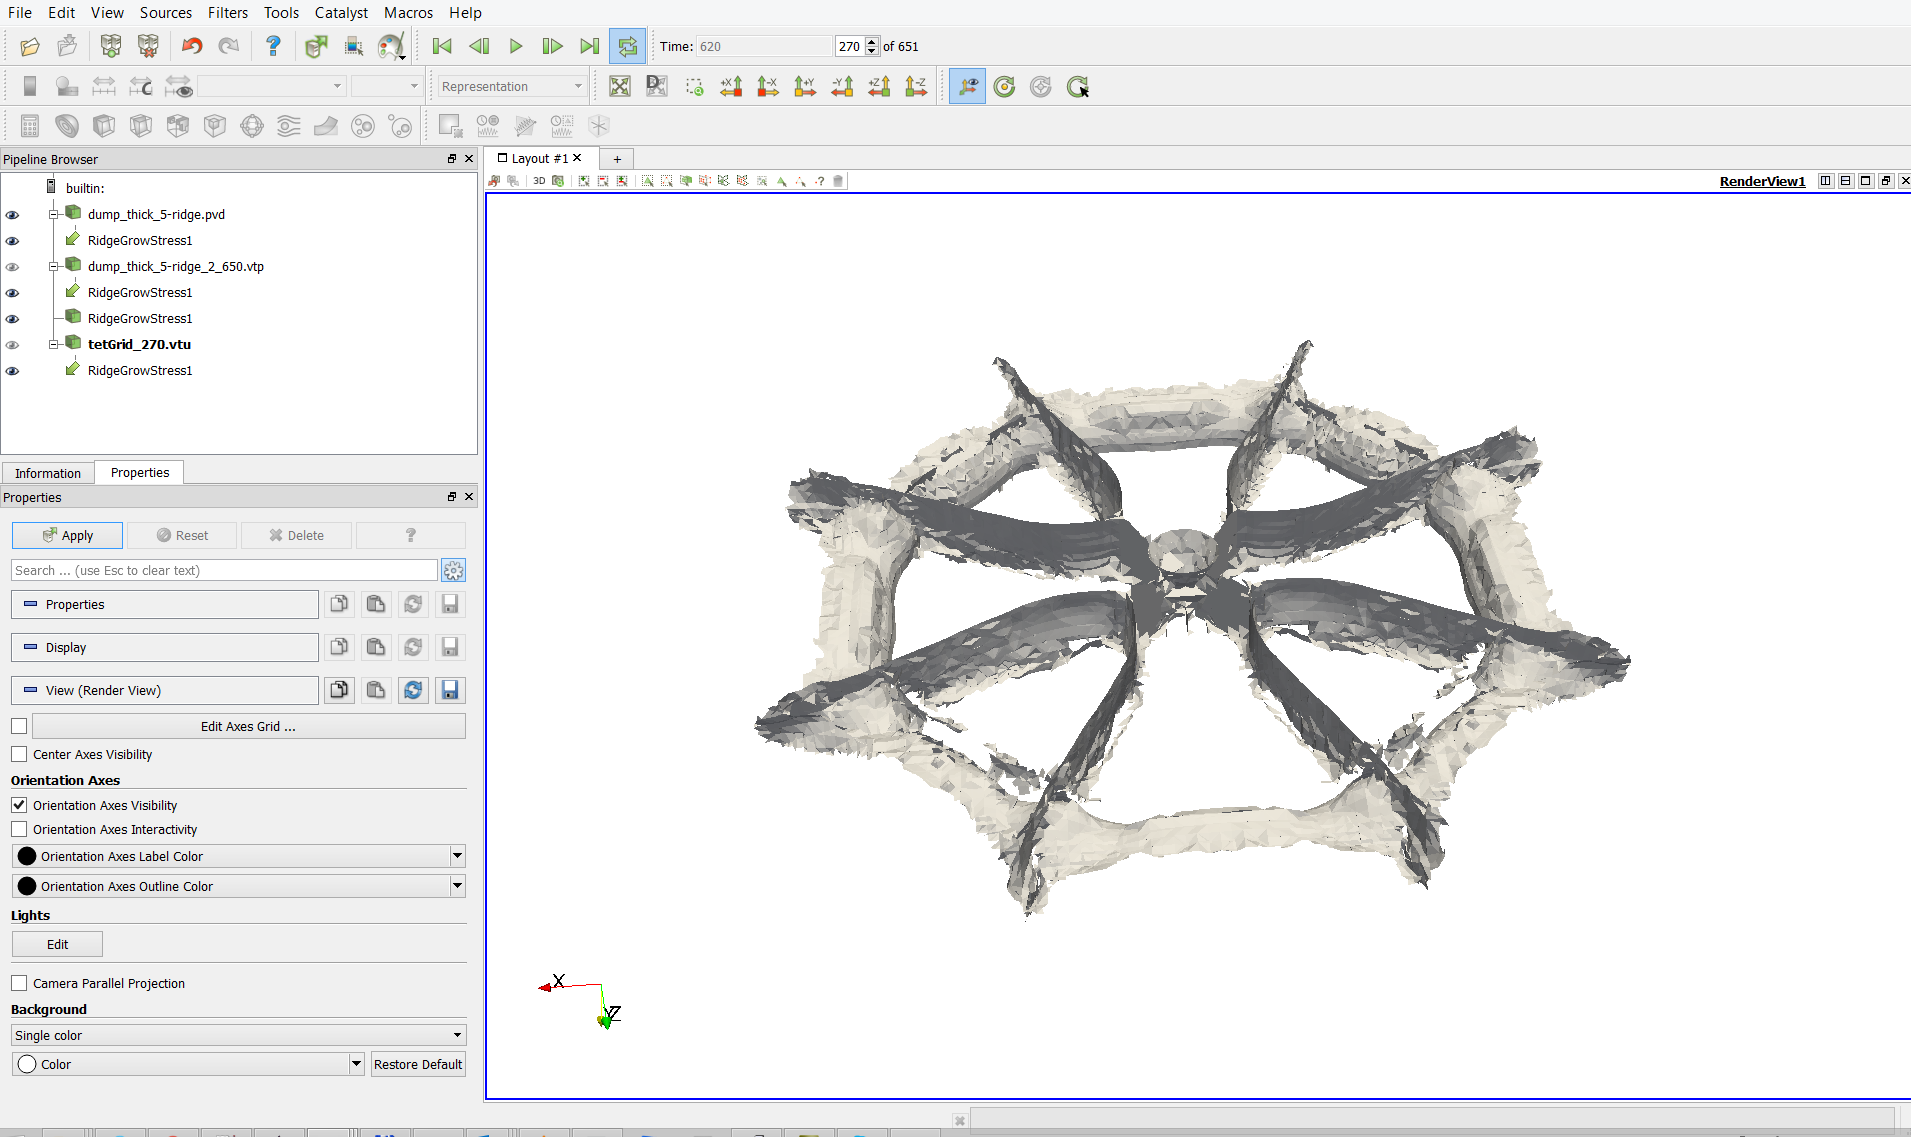 File Edit View Sources Filters Tools Catalyst Macros Help
Time: 620 270 of 651
Representation
Pipeline Browser
Layout #1
+
3D
RenderView1
builtin:
dump_thick_5-ridge.pvd
RidgeGrowStress1
dump_thick_5-ridge_2_650.vtp
RidgeGrowStress1
RidgeGrowStress1
tetGrid_270.vtu
RidgeGrowStress1
Information Properties
Properties
Apply Reset Delete ?
Search ... (use Esc to clear text)
Properties
Display
View (Render View)
Edit Axes Grid ...
Center Axes Visibility
Orientation Axes
Orientation Axes Visibility
Orientation Axes Interactivity
Orientation Axes Label Color
Orientation Axes Outline Color
Lights
Edit
Camera Parallel Projection
Background
Single color
Color Restore Default
X
Y
Z